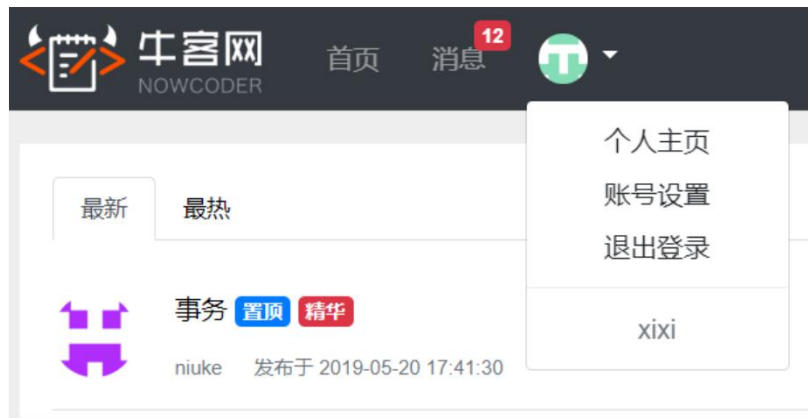 牛客网
NOWCODER
首页 消息 12
个人主页
账号设置
退出登录
xixi
最新 最热
事务 置顶 精华
niuke 发布于 2019-05-20 17:41:30